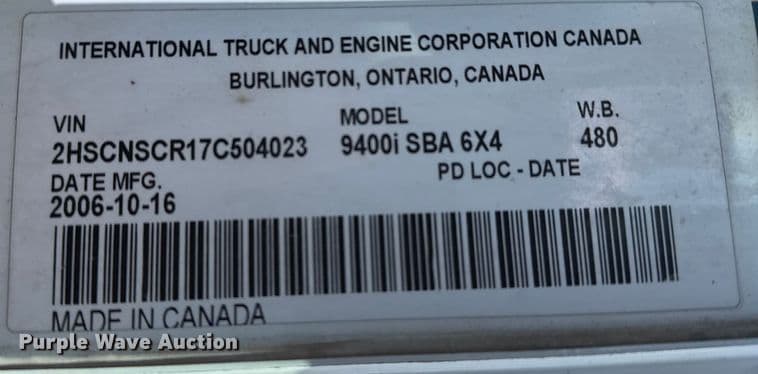 INTERNATIONAL TRUCK AND ENGINE CORPORATION CANADA
BURLINGTON, ONTARIO, CANADA
VIN MODEL W.B.
2HSCNSCR17C504023 9400i SBA 6X4 480
DATE MFG. PD LOC - DATE
2006-10-16
MADE IN CANADA
Purple Wave Auction